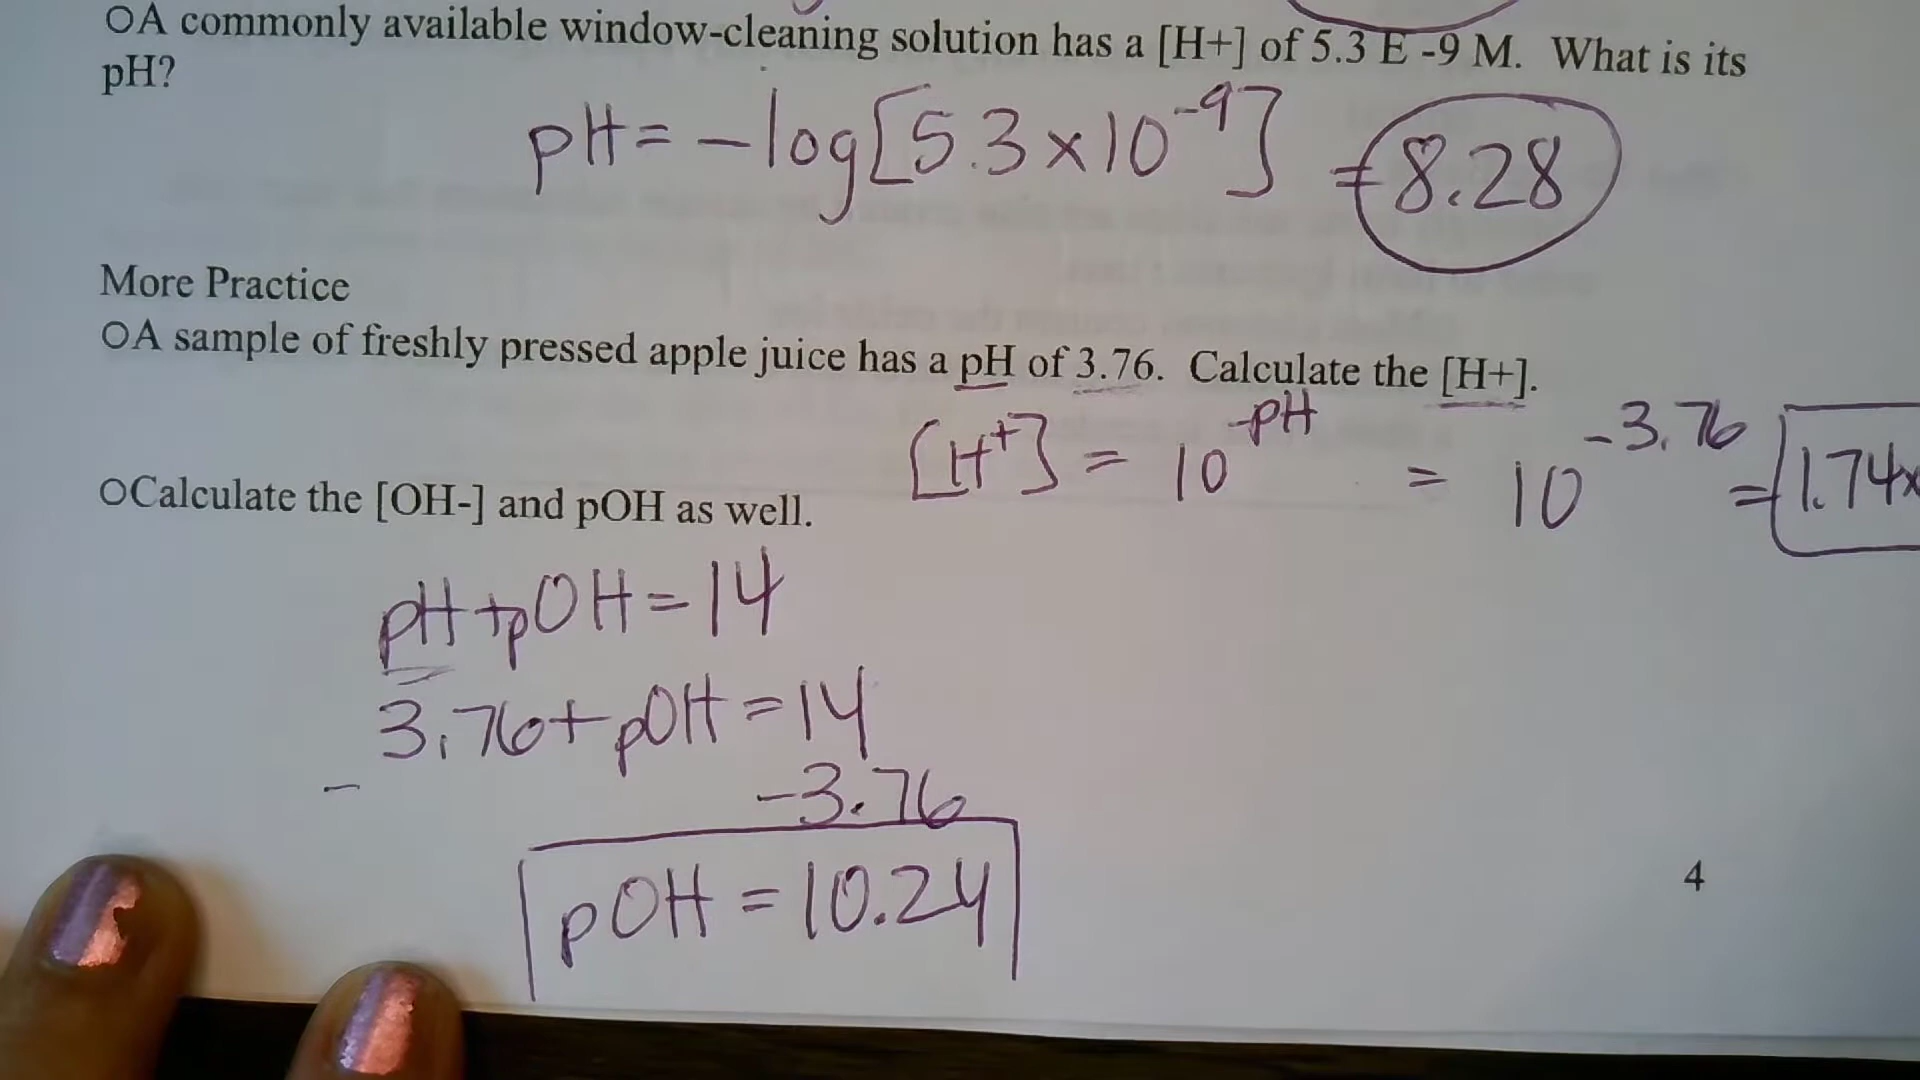 OA commonly available window-cleaning solution has a [H+] of 5.3 E -9 M. What is its
pH?
pH = -log[5.3x10⁻⁹] = 8.28
More Practice
OA sample of freshly pressed apple juice has a pH of 3.76. Calculate the [H+].
[H⁺] = 10^-pH = 10^-3.76 = 1.74x
OCalculate the [OH-] and pOH as well.
pH + pOH = 14
3.76 + pOH = 14
- -3.76
pOH = 10.24
4